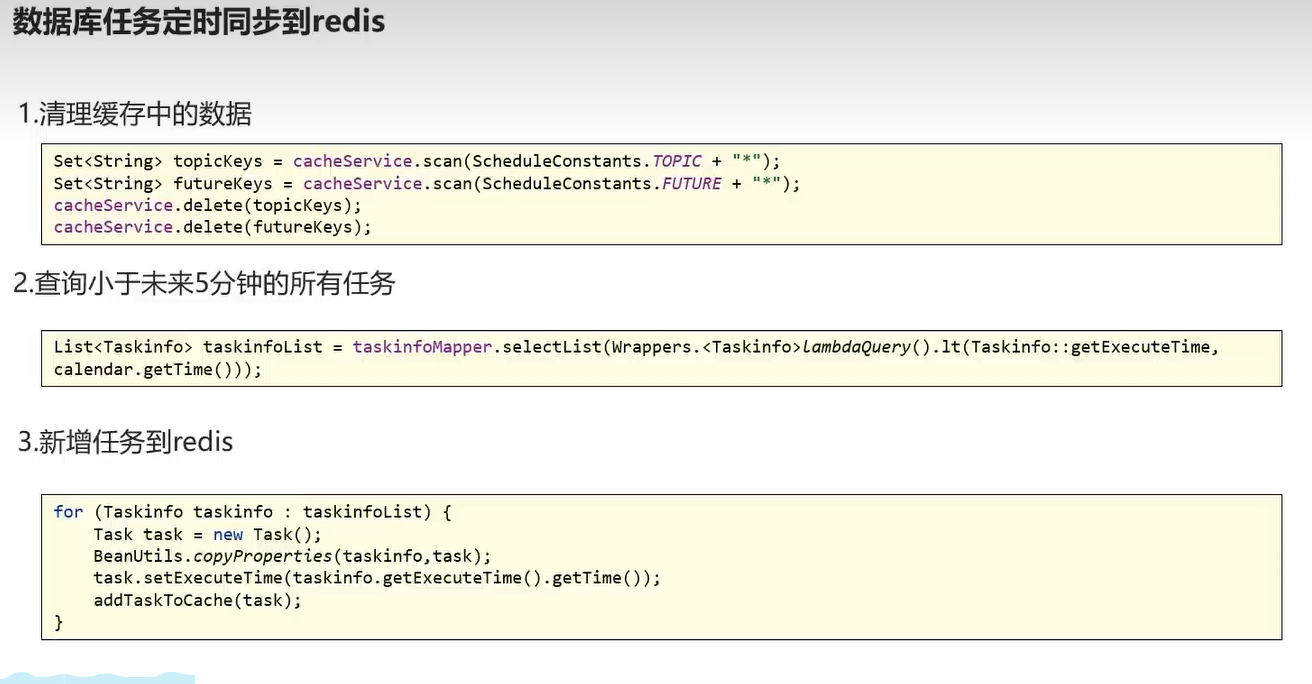 数据库任务定时同步到redis
1.清理缓存中的数据
Set<String> topicKeys = cacheService.scan(ScheduleConstants.TOPIC + "*");
Set<String> futureKeys = cacheService.scan(ScheduleConstants.FUTURE + "*");
cacheService.delete(topicKeys);
cacheService.delete(futureKeys);
2.查询小于未来5分钟的所有任务
List<Taskinfo> taskinfoList = taskinfoMapper.selectList(Wrappers.<Taskinfo>lambdaQuery().lt(Taskinfo::getExecuteTime,
calendar.getTime()));
3.新增任务到redis
for (Taskinfo taskinfo : taskinfoList) {
    Task task = new Task();
    BeanUtils.copyProperties(taskinfo,task);
    task.setExecuteTime(taskinfo.getExecuteTime().getTime());
    addTaskToCache(task);
}